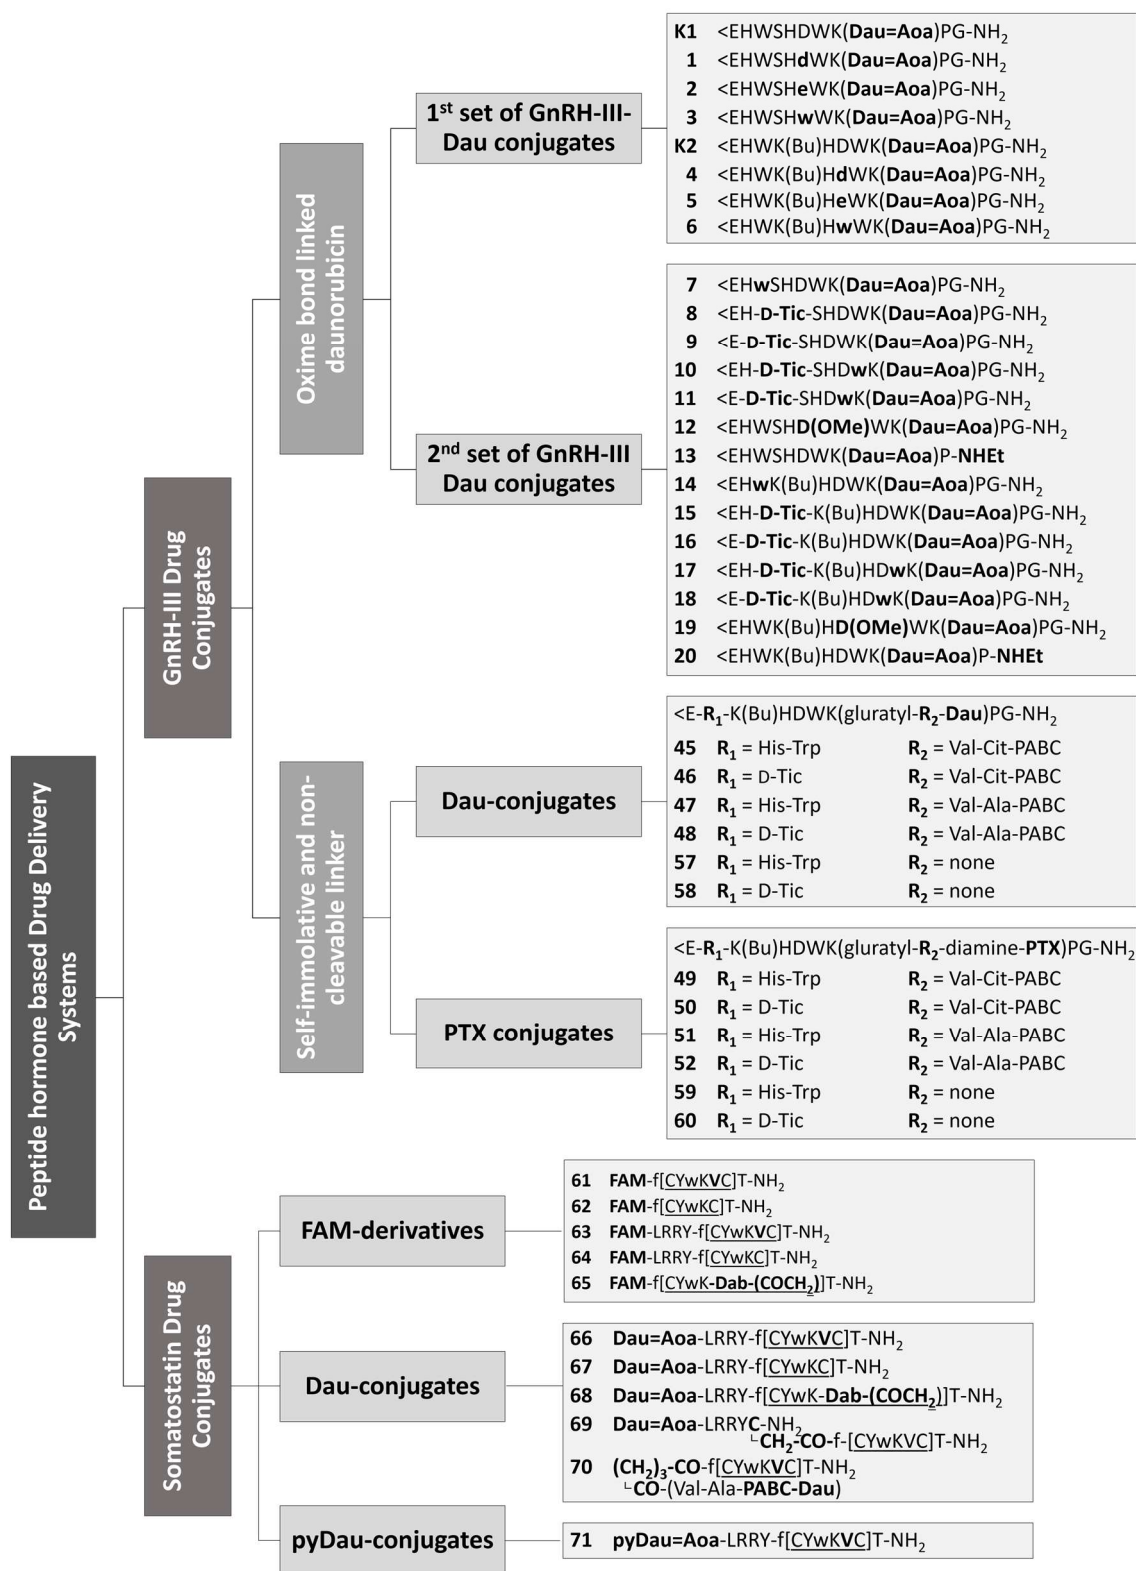 Peptide hormone based Drug Delivery
Systems
GnRH-III Drug
Conjugates
Oxime bond linked
daunorubicin
1st set of GnRH-III-
Dau conjugates
K1 <EHWSHDWK(Dau=Aoa)PG-NH2
1 <EHWSHdWK(Dau=Aoa)PG-NH2
2 <EHWSHeWK(Dau=Aoa)PG-NH2
3 <EHWSHwWK(Dau=Aoa)PG-NH2
K2 <EHWK(Bu)HDWK(Dau=Aoa)PG-NH2
4 <EHWK(Bu)HdWK(Dau=Aoa)PG-NH2
5 <EHWK(Bu)HeWK(Dau=Aoa)PG-NH2
6 <EHWK(Bu)HwWK(Dau=Aoa)PG-NH2
2nd set of GnRH-III
Dau conjugates
7 <EHwSHDWK(Dau=Aoa)PG-NH2
8 <EH-D-Tic-SHDWK(Dau=Aoa)PG-NH2
9 <E-D-Tic-SHDWK(Dau=Aoa)PG-NH2
10 <EH-D-Tic-SHDwK(Dau=Aoa)PG-NH2
11 <E-D-Tic-SHDwK(Dau=Aoa)PG-NH2
12 <EHWSHD(OMe)WK(Dau=Aoa)PG-NH2
13 <EHWSHDWK(Dau=Aoa)P-NHEt
14 <EHwK(Bu)HDWK(Dau=Aoa)PG-NH2
15 <EH-D-Tic-K(Bu)HDWK(Dau=Aoa)PG-NH2
16 <E-D-Tic-K(Bu)HDWK(Dau=Aoa)PG-NH2
17 <EH-D-Tic-K(Bu)HDwK(Dau=Aoa)PG-NH2
18 <E-D-Tic-K(Bu)HDwK(Dau=Aoa)PG-NH2
19 <EHWK(Bu)HD(OMe)WK(Dau=Aoa)PG-NH2
20 <EHWK(Bu)HDWK(Dau=Aoa)P-NHEt
Self-immolative and non-
cleavable linker
Dau-conjugates
<E-R1-K(Bu)HDWK(gluratyl-R2-Dau)PG-NH2
45 R1 = His-Trp R2 = Val-Cit-PABC
46 R1 = D-Tic R2 = Val-Cit-PABC
47 R1 = His-Trp R2 = Val-Ala-PABC
48 R1 = D-Tic R2 = Val-Ala-PABC
57 R1 = His-Trp R2 = none
58 R1 = D-Tic R2 = none
PTX conjugates
<E-R1-K(Bu)HDWK(gluratyl-R2-diamine-PTX)PG-NH2
49 R1 = His-Trp R2 = Val-Cit-PABC
50 R1 = D-Tic R2 = Val-Cit-PABC
51 R1 = His-Trp R2 = Val-Ala-PABC
52 R1 = D-Tic R2 = Val-Ala-PABC
59 R1 = His-Trp R2 = none
60 R1 = D-Tic R2 = none
Somatostatin Drug
Conjugates
FAM-derivatives
61 FAM-f[CYwKVC]T-NH2
62 FAM-f[CYwKC]T-NH2
63 FAM-LRRY-f[CYwKVC]T-NH2
64 FAM-LRRY-f[CYwKC]T-NH2
65 FAM-f[CYwK-Dab-(COCH2)]T-NH2
Dau-conjugates
66 Dau=Aoa-LRRY-f[CYwKVC]T-NH2
67 Dau=Aoa-LRRY-f[CYwKC]T-NH2
68 Dau=Aoa-LRRY-f[CYwK-Dab-(COCH2)]T-NH2
69 Dau=Aoa-LRRYC-NH2
└CH2-CO-f-[CYwKVC]T-NH2
70 (CH2)3-CO-f[CYwKVC]T-NH2
└CO-(Val-Ala-PABC-Dau)
pyDau-conjugates
71 pyDau=Aoa-LRRY-f[CYwKVC]T-NH2